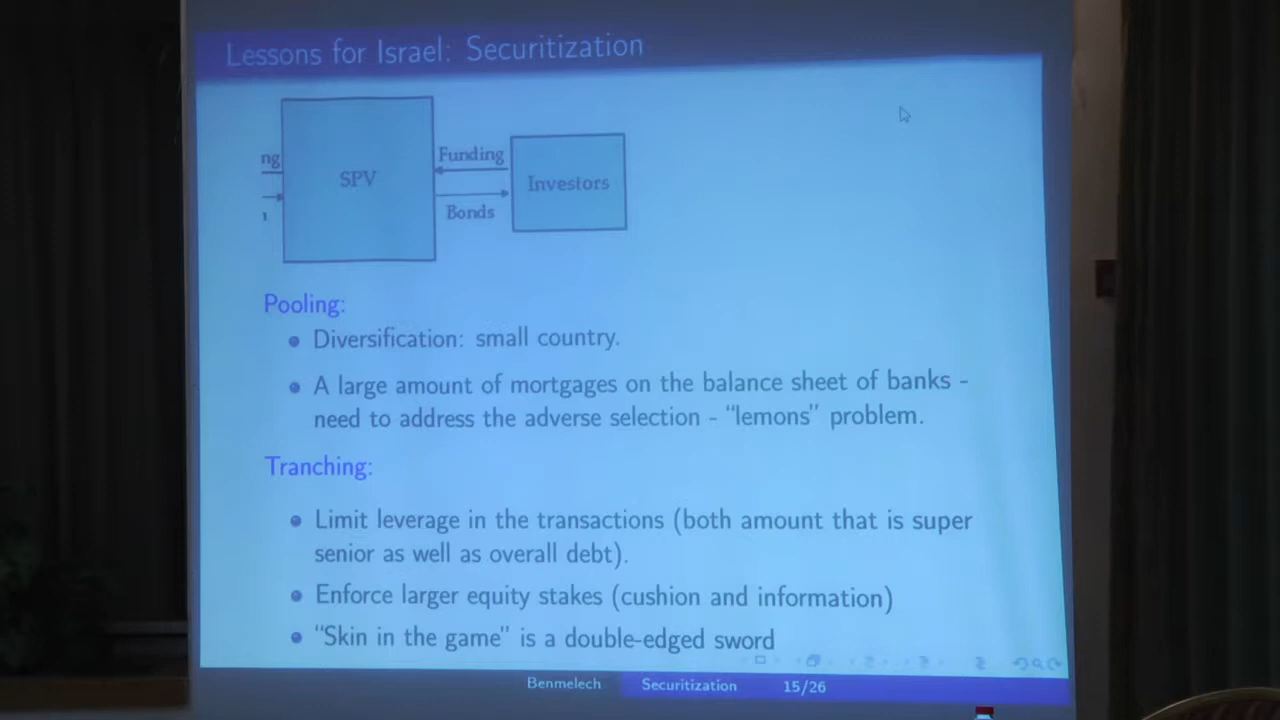 Lessons for Israel: Securitization
ng
SPV
Funding
Bonds
Investors
Pooling:
Diversification: small country.
A large amount of mortgages on the balance sheet of banks -
need to address the adverse selection - “lemons” problem.
Tranching:
Limit leverage in the transactions (both amount that is super
senior as well as overall debt).
Enforce larger equity stakes (cushion and information)
“Skin in the game” is a double-edged sword
Benmelech Securitization 15/26